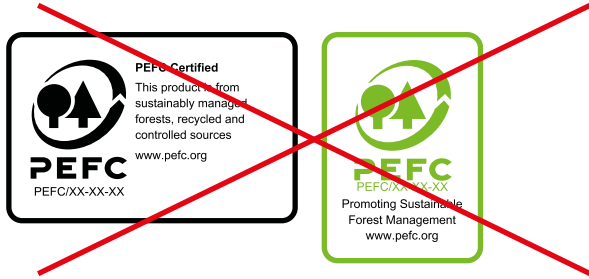 PEFC Certified
This product is from
sustainably managed
forests, recycled and
controlled sources
www.pefc.org
PEFC
PEFC/XX-XX-XX
PEFC
PEFC/XX-XX-XX
Promoting Sustainable
Forest Management
www.pefc.org